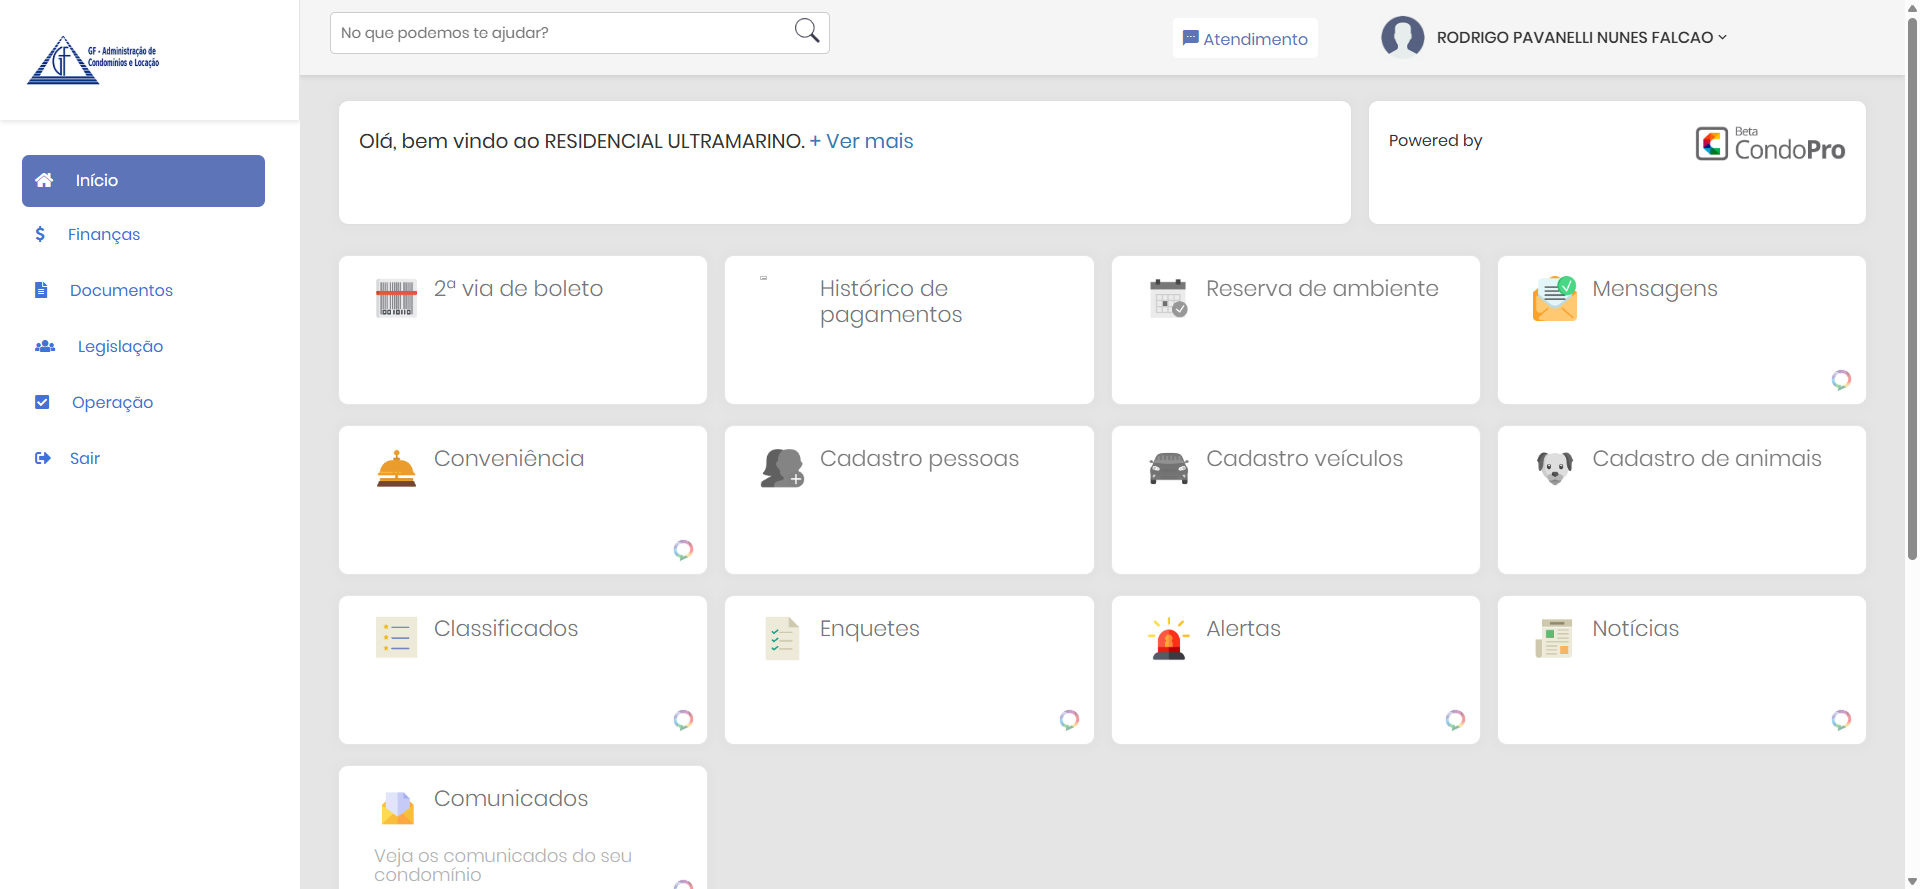 GF - Administração de
Condomínios e Locação
No que podemos te ajudar?
Atendimento
RODRIGO PAVANELLI NUNES FALCAO
Início
Finanças
Documentos
Legislação
Operação
Sair
Olá, bem vindo ao RESIDENCIAL ULTRAMARINO. + Ver mais
Powered by
Beta
CondoPro
2ª via de boleto
Histórico de
pagamentos
Reserva de ambiente
Mensagens
Conveniência
Cadastro pessoas
Cadastro veículos
Cadastro de animais
Classificados
Enquetes
Alertas
Notícias
Comunicados
Veja os comunicados do seu
condomínio